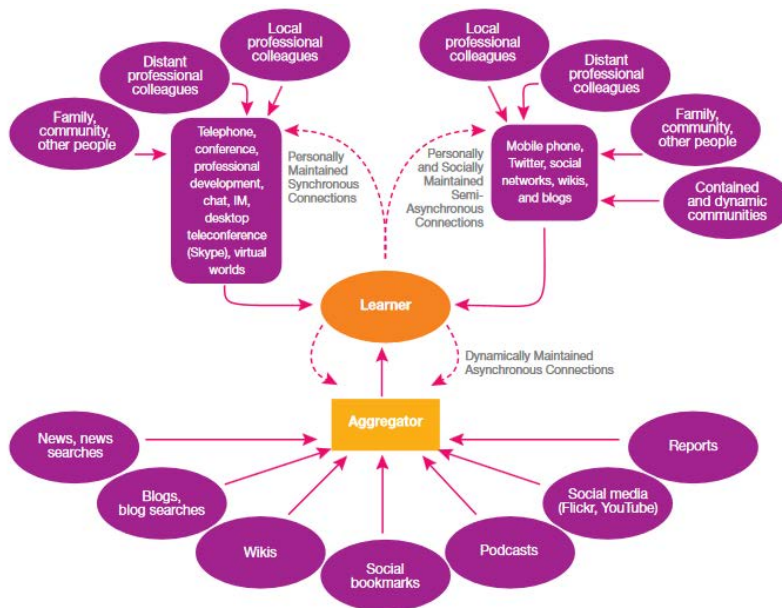 Local
professional
colleagues
Distant
professional
colleagues
Family,
community,
other people
Telephone,
conference,
professional
development,
chat, IM,
desktop
teleconference
(Skype), virtual
worlds
Personally
Maintained
Synchronous
Connections
Local
professional
colleagues
Distant
professional
colleagues
Family,
community,
other people
Contained
and dynamic
communities
Mobile phone,
Twitter, social
networks, wikis,
and blogs
Personally
and Socially
Maintained
Semi-
Asynchronous
Connections
Learner
Dynamically Maintained
Asynchronous Connections
Aggregator
News, news
searches
Blogs,
blog searches
Wikis
Social
bookmarks
Podcasts
Social media
(Flickr, YouTube)
Reports